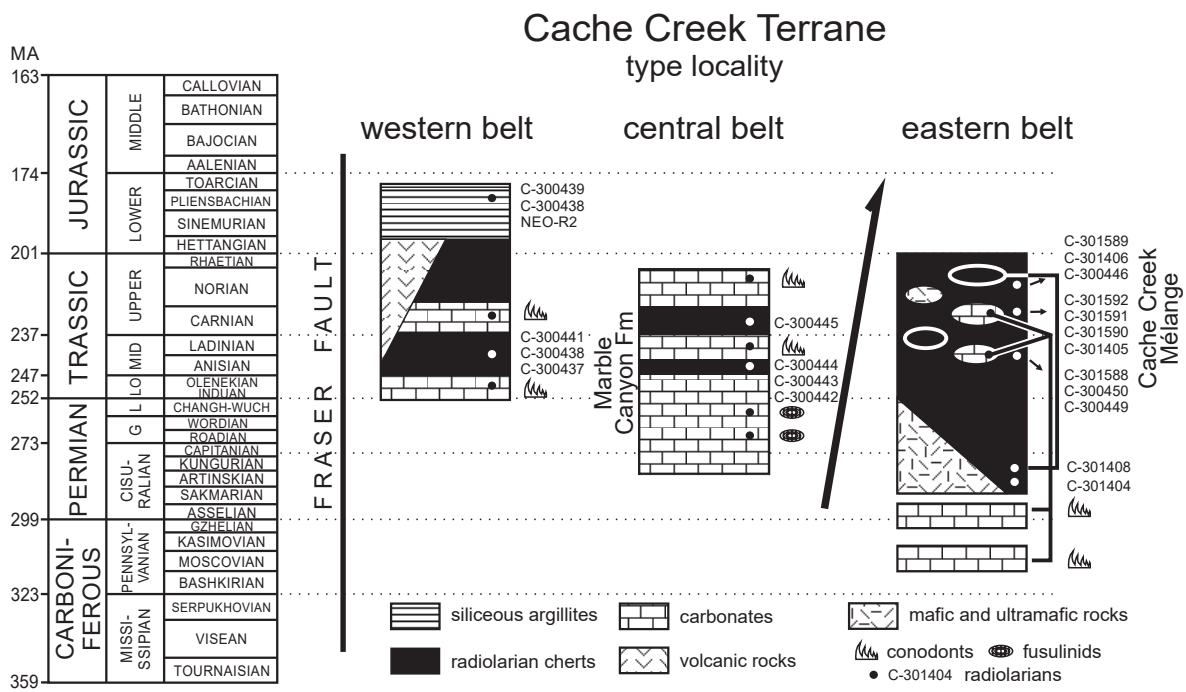 Cache Creek Terrane
type locality
MA
163
174
201
237
247
252
273
299
323
359
JURASSIC
TRASSIC
PERMIAN
CARBONI-
FEROUS
MIDDLE
LOWER
UPPER
MID
LO
L
G
CISU-
RALIAN
PENNSYL-
VANIAN
MISSI-
SSIPIAN
CALLOVIAN
BATHONIAN
BAJOCIAN
AALENIAN
TOARCIAN
PLIENSBACHIAN
SINEMURIAN
HETTANGIAN
RHAETIAN
NORIAN
CARNIAN
LADINIAN
ANISIAN
OLENEKIAN
INDUAN
CHANGH-WUCH
WORDIAN
ROADIAN
CAPITANIAN
KUNGURIAN
ARTINSKIAN
SAKMARIAN
ASSELIAN
GZHELIAN
KASIMOVIAN
MOSCOVIAN
BASHKIRIAN
SERPUKHOVIAN
VISEAN
TOURNAISIAN
FRASER FAULT
western belt
C-300439
C-300438
NEO-R2
C-300441
C-300438
C-300437
central belt
Marble
Canyon Fm
C-300445
C-300444
C-300443
C-300442
eastern belt
C-301589
C-301406
C-300446
C-301592
C-301591
C-301590
C-301405
C-301588
C-300450
C-300449
C-301408
C-301404
Cache Creek
Mélange
siliceous argillites
radiolarian cherts
carbonates
volcanic rocks
mafic and ultramafic rocks
conodonts
fusulinids
C-301404 radiolarians